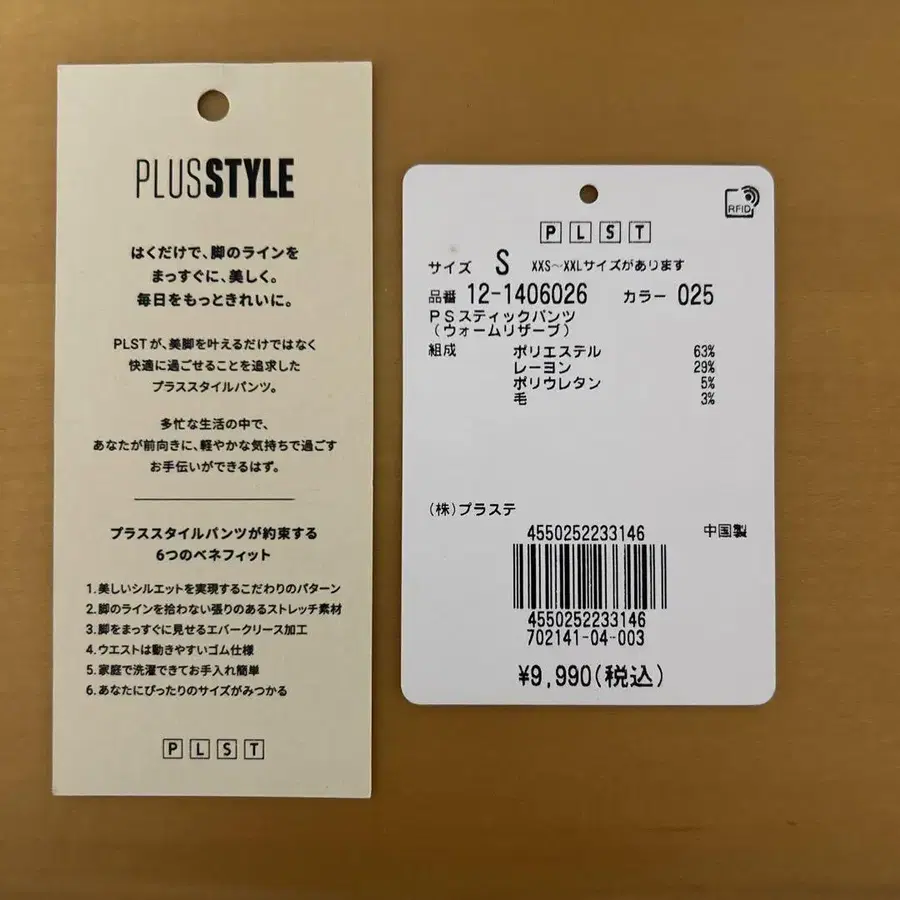 PLUSSTYLE
はくだけで、脚のラインを
まっすぐに、美しく。
毎日をもっときれいに。
PLSTが、美脚を叶えるだけではなく
快適に過ごせることを追求した
プラススタイルパンツ。
多忙な生活の中で、
あなたが前向きに、軽やかな気持ちで過ごす
お手伝いができるはず。
プラススタイルパンツが約束する
6つのベネフィット
1.美しいシルエットを実現するこだわりのパターン
2.脚のラインを拾わない張りのあるストレッチ素材
3.脚をまっすぐに見せるエバークリース加工
4.ウエストは動きやすいゴム仕様
5.家庭で洗濯できてお手入れ簡単
6.あなたにぴったりのサイズがみつかる
PLST
RFID
PLST
サイズ S XXS~XXLサイズがあります
品番 12-1406026 カラー 025
PSスティックパンツ
(ウォームリザーブ)
組成 ポリエステル 63%
レーヨン 29%
ポリウレタン 5%
毛 3%
(株)プラステ
4550252233146 中国製
4550252233146
702141-04-003
¥9,990(税込)